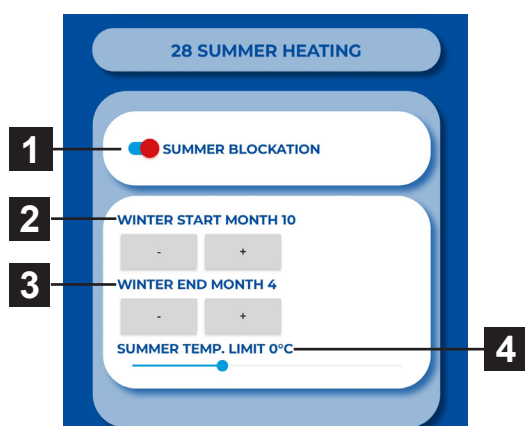 28 SUMMER HEATING
1
SUMMER BLOCKATION
2
WINTER START MONTH 10
- +
3
WINTER END MONTH 4
- +
SUMMER TEMP. LIMIT 0°C
4